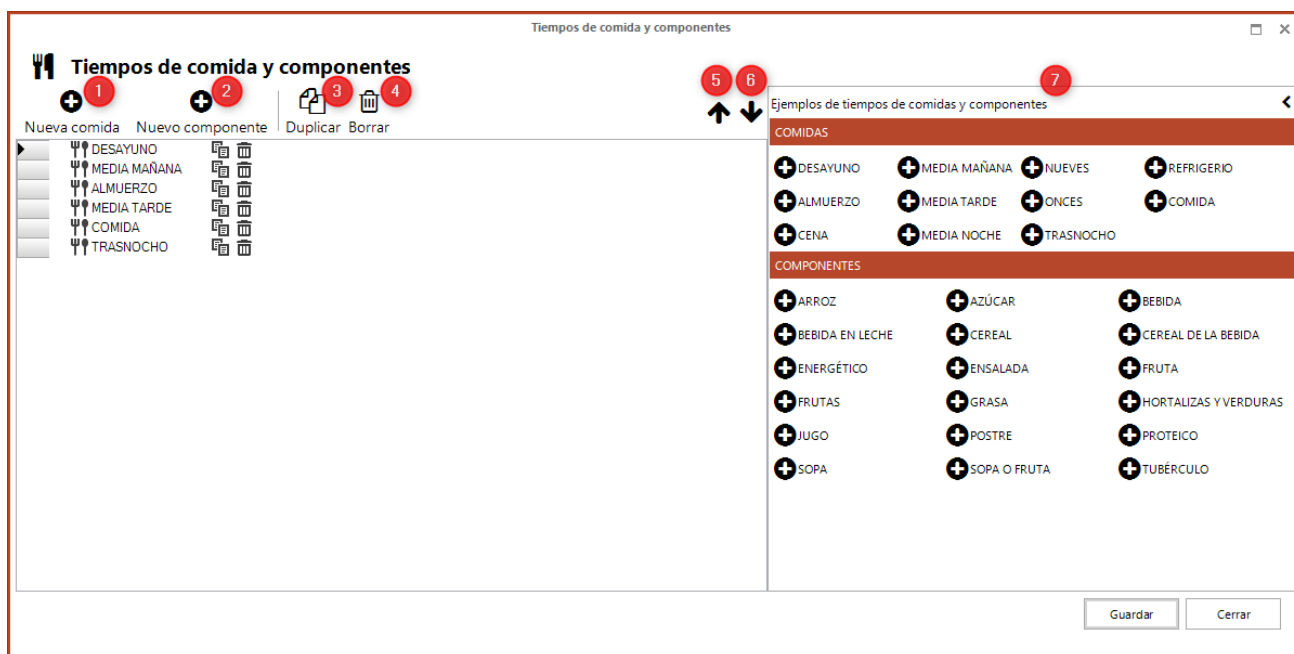 Tiempos de comida y componentes
Tiempos de comida y componentes
1 2 3 4 5 6 7
Nueva comida Nuevo componente Duplicar Borrar
DESAYUNO
MEDIA MAÑANA
ALMUERZO
MEDIA TARDE
COMIDA
TRASNOCHO
Ejemplos de tiempos de comidas y componentes
COMIDAS
DESAYUNO MEDIA MAÑANA NUEVES REFRIGERIO
ALMUERZO MEDIA TARDE ONCES COMIDA
CENA MEDIA NOCHE TRASNOCHO
COMPONENTES
ARROZ AZÚCAR BEBIDA
BEBIDA EN LECHE CEREAL CEREAL DE LA BEBIDA
ENERGÉTICO ENSALADA FRUTA
FRUTAS GRASA HORTALIZAS Y VERDURAS
JUGO POSTRE PROTEICO
SOPA SOPA O FRUTA TUBÉRCULO
Guardar Cerrar